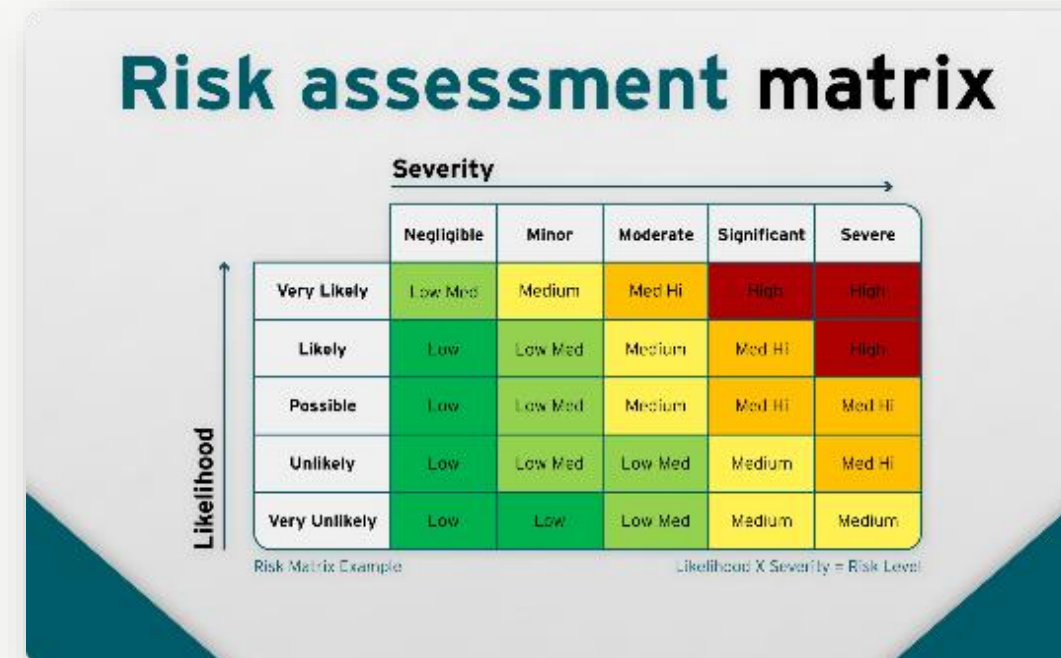 Risk assessment matrix
Severity
Negligible Minor Moderate Significant Severe
Very Likely Low Med Medium Med Hi High High
Likely Low Low Med Medium Med Hi High
Possible Low Low Med Medium Med Hi Med Hi
Unlikely Low Low Med Low Med Medium Med Hi
Very Unlikely Low Low Low Med Medium Medium
Likelihood
Risk Matrix Example Likelihood X Severity = Risk Level